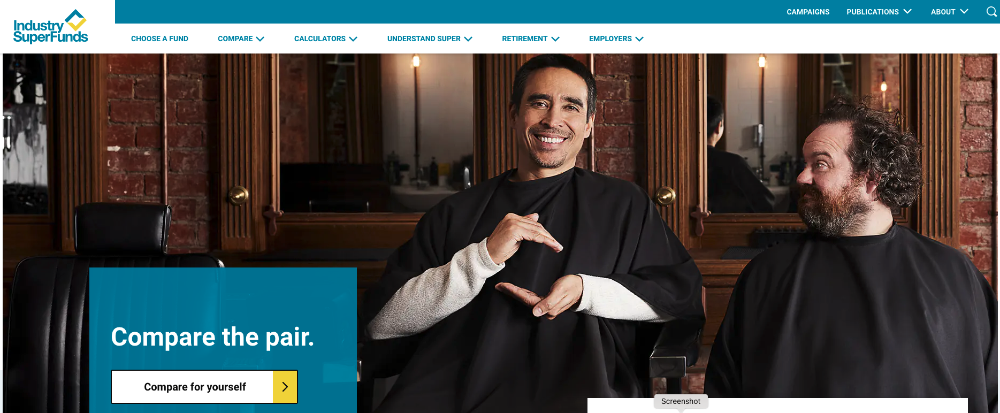 CAMPAIGNS PUBLICATIONS ABOUT
Industry
SuperFunds
CHOOSE A FUND COMPARE CALCULATORS UNDERSTAND SUPER RETIREMENT EMPLOYERS
Compare the pair.
Compare for yourself
Screenshot